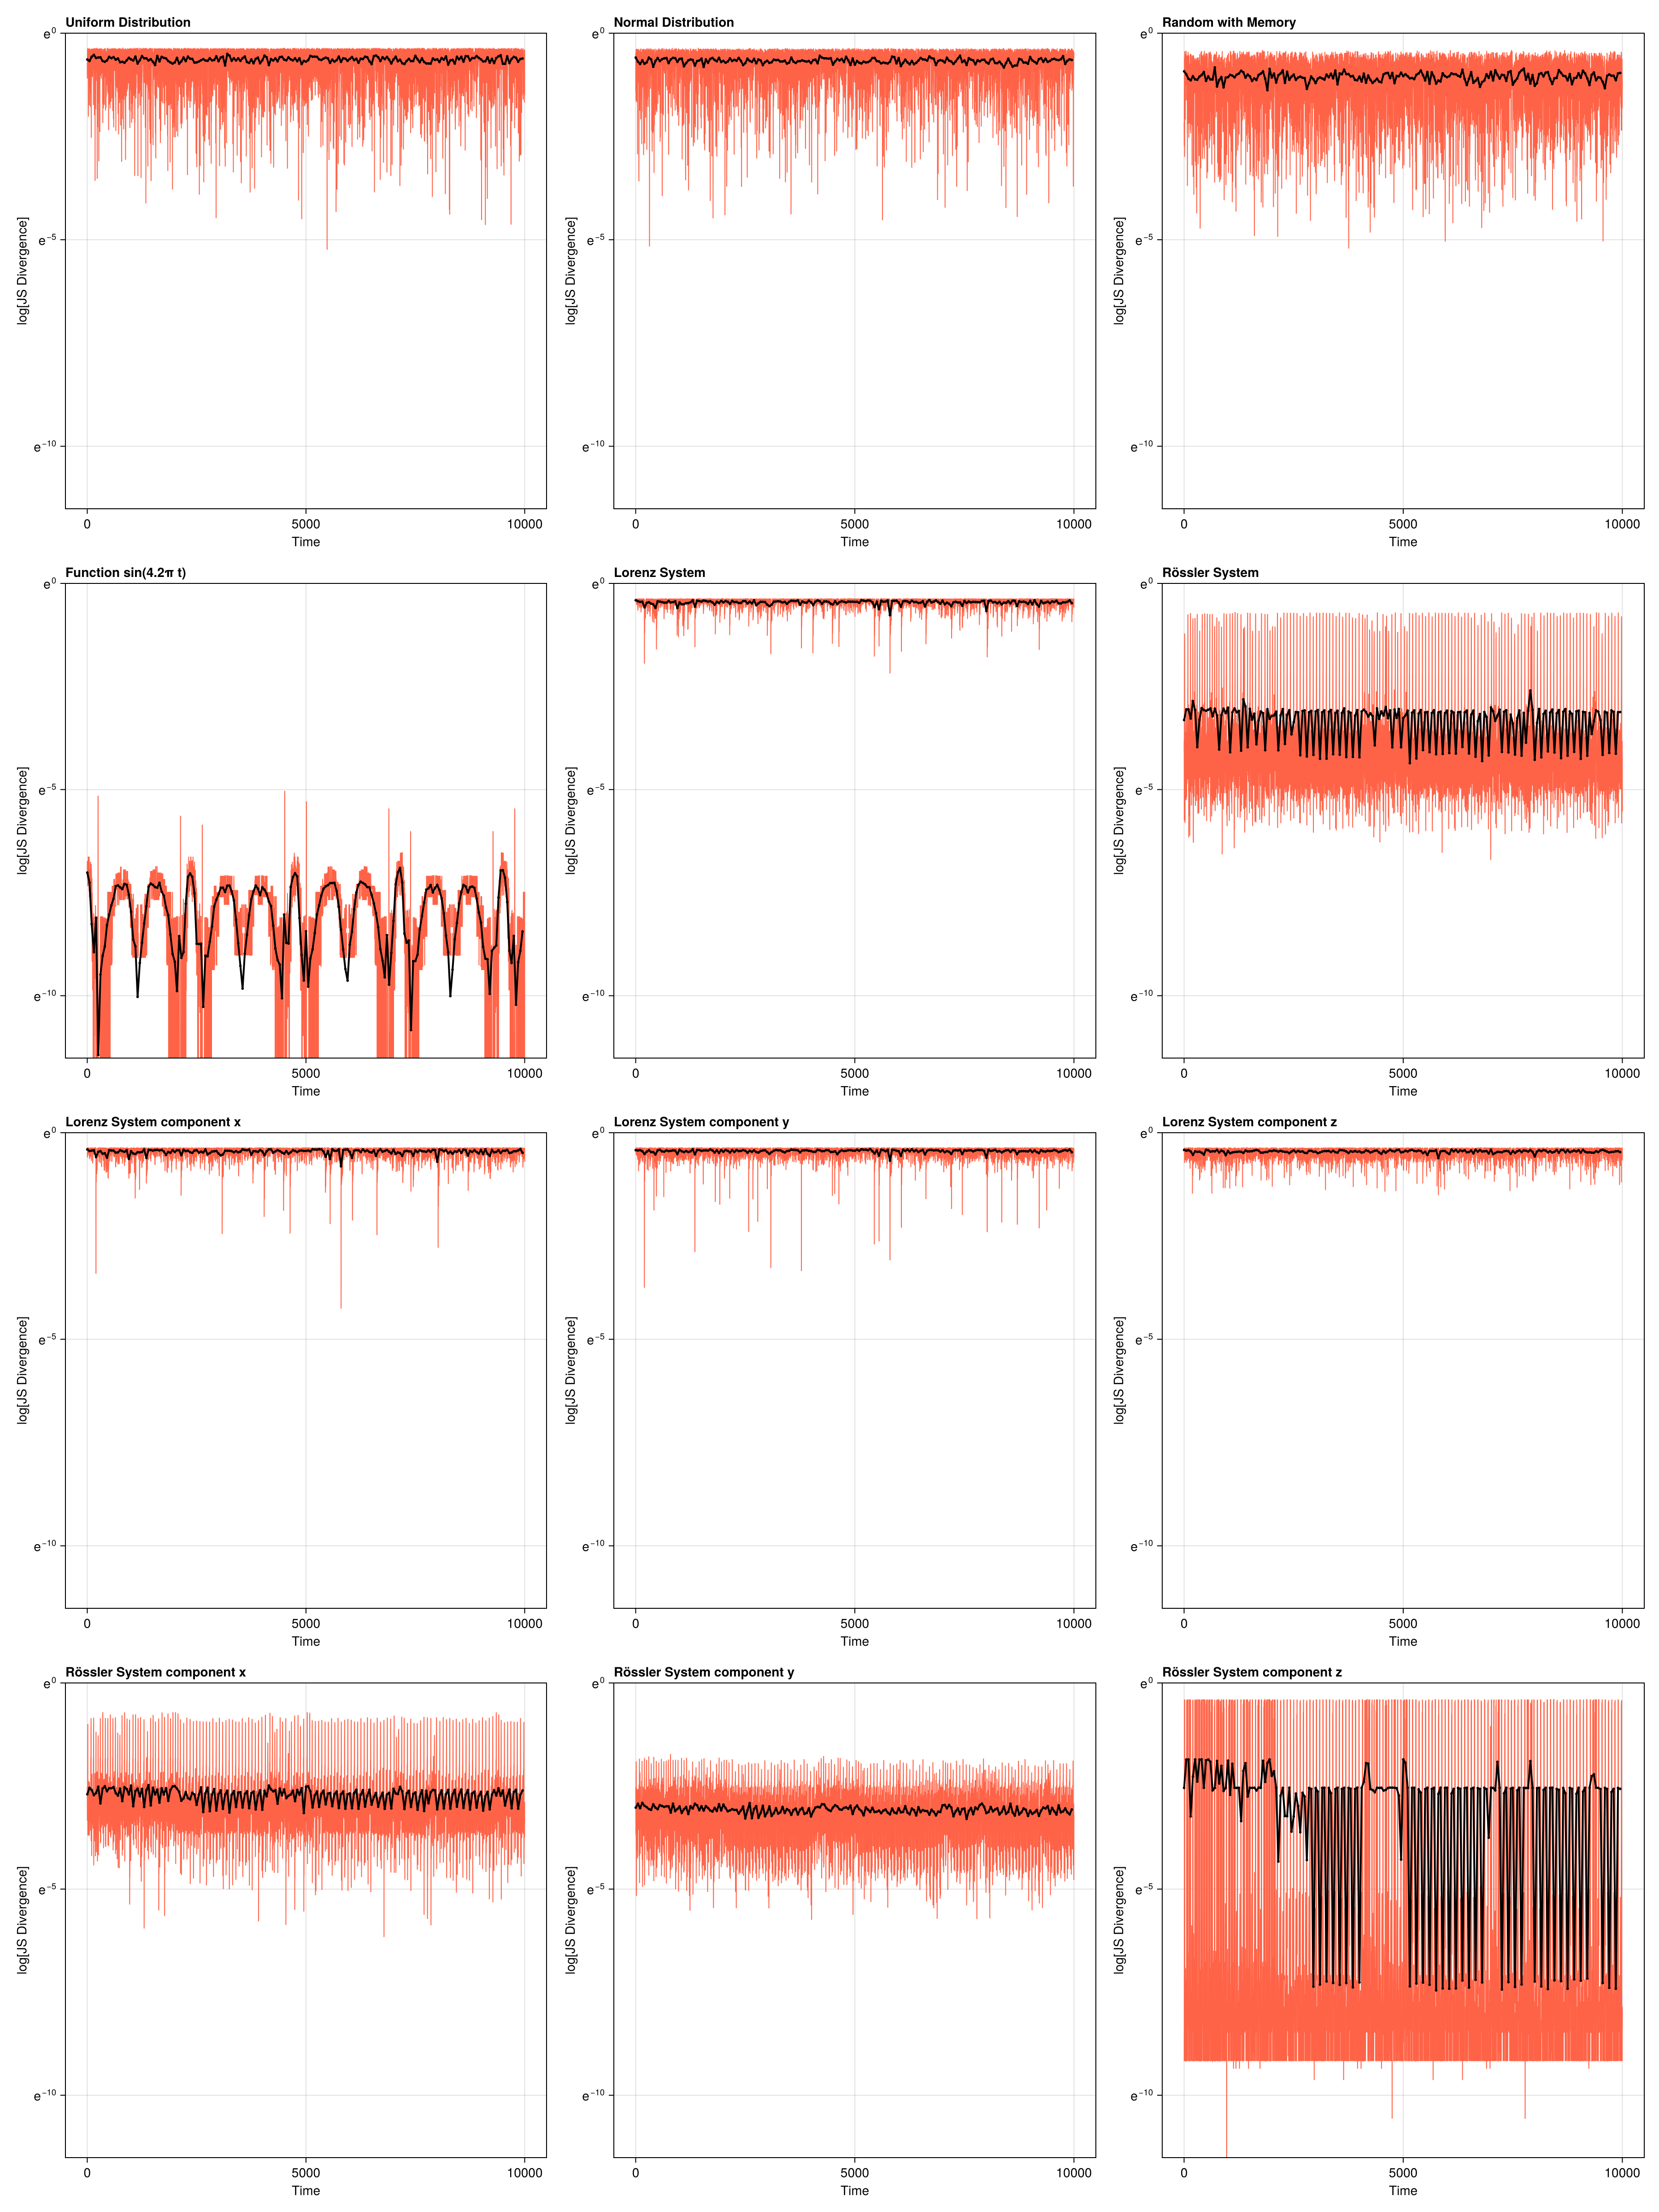 Uniform Distribution
Normal Distribution
Random with Memory
e⁰
e⁻⁵
e⁻¹⁰
log[JS Divergence]
0 5000 10000
Time
e⁰
e⁻⁵
e⁻¹⁰
log[JS Divergence]
0 5000 10000
Time
e⁰
e⁻⁵
e⁻¹⁰
log[JS Divergence]
0 5000 10000
Time
Function sin(4.2π t)
Lorenz System
Rössler System
e⁰
e⁻⁵
e⁻¹⁰
log[JS Divergence]
0 5000 10000
Time
e⁰
e⁻⁵
e⁻¹⁰
log[JS Divergence]
0 5000 10000
Time
e⁰
e⁻⁵
e⁻¹⁰
log[JS Divergence]
0 5000 10000
Time
Lorenz System component x
Lorenz System component y
Lorenz System component z
e⁰
e⁻⁵
e⁻¹⁰
log[JS Divergence]
0 5000 10000
Time
e⁰
e⁻⁵
e⁻¹⁰
log[JS Divergence]
0 5000 10000
Time
e⁰
e⁻⁵
e⁻¹⁰
log[JS Divergence]
0 5000 10000
Time
Rössler System component x
Rössler System component y
Rössler System component z
e⁰
e⁻⁵
e⁻¹⁰
log[JS Divergence]
0 5000 10000
Time
e⁰
e⁻⁵
e⁻¹⁰
log[JS Divergence]
0 5000 10000
Time
e⁰
e⁻⁵
e⁻¹⁰
log[JS Divergence]
0 5000 10000
Time